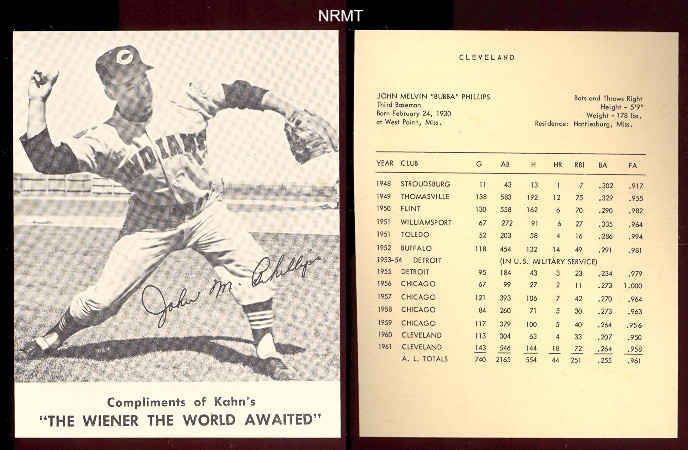 NRMT
C
INDIANS
John M. Phillips
Compliments of Kahn's
"THE WIENER THE WORLD AWAITED"
CLEVELAND
JOHN MELVIN "BUBBA" PHILLIPS
Third Baseman
Born February 24, 1930
at West Point, Miss.
Bats and Throws Right
Height – 5'9"
Weight – 178 lbs.
Residence: Hattiesburg, Miss.
YEAR CLUB G AB H HR RBI BA FA
1948 STROUDSBURG 11 43 13 1 7 .302 .917
1949 THOMASVILLE 138 583 192 12 75 .329 .955
1950 FLINT 130 558 162 6 70 .290 .982
1951 WILLIAMSPORT 67 272 91 6 27 .335 .964
1951 TOLEDO 52 203 58 4 16 .286 .994
1952 BUFFALO 118 454 132 14 49 .291 .981
1953-54 DETROIT (IN U.S. MILITARY SERVICE)
1955 DETROIT 95 184 43 3 23 .234 .979
1956 CHICAGO 67 99 27 2 11 .273 1.000
1957 CHICAGO 121 393 106 7 42 .270 .964
1958 CHICAGO 84 260 71 5 30 .273 .963
1959 CHICAGO 117 379 100 5 40 .264 .956
1960 CLEVELAND 113 304 63 4 33 .207 .950
1961 CLEVELAND 143 546 144 18 72 .264 .958
A. L. TOTALS 740 2165 554 44 251 .255 .961